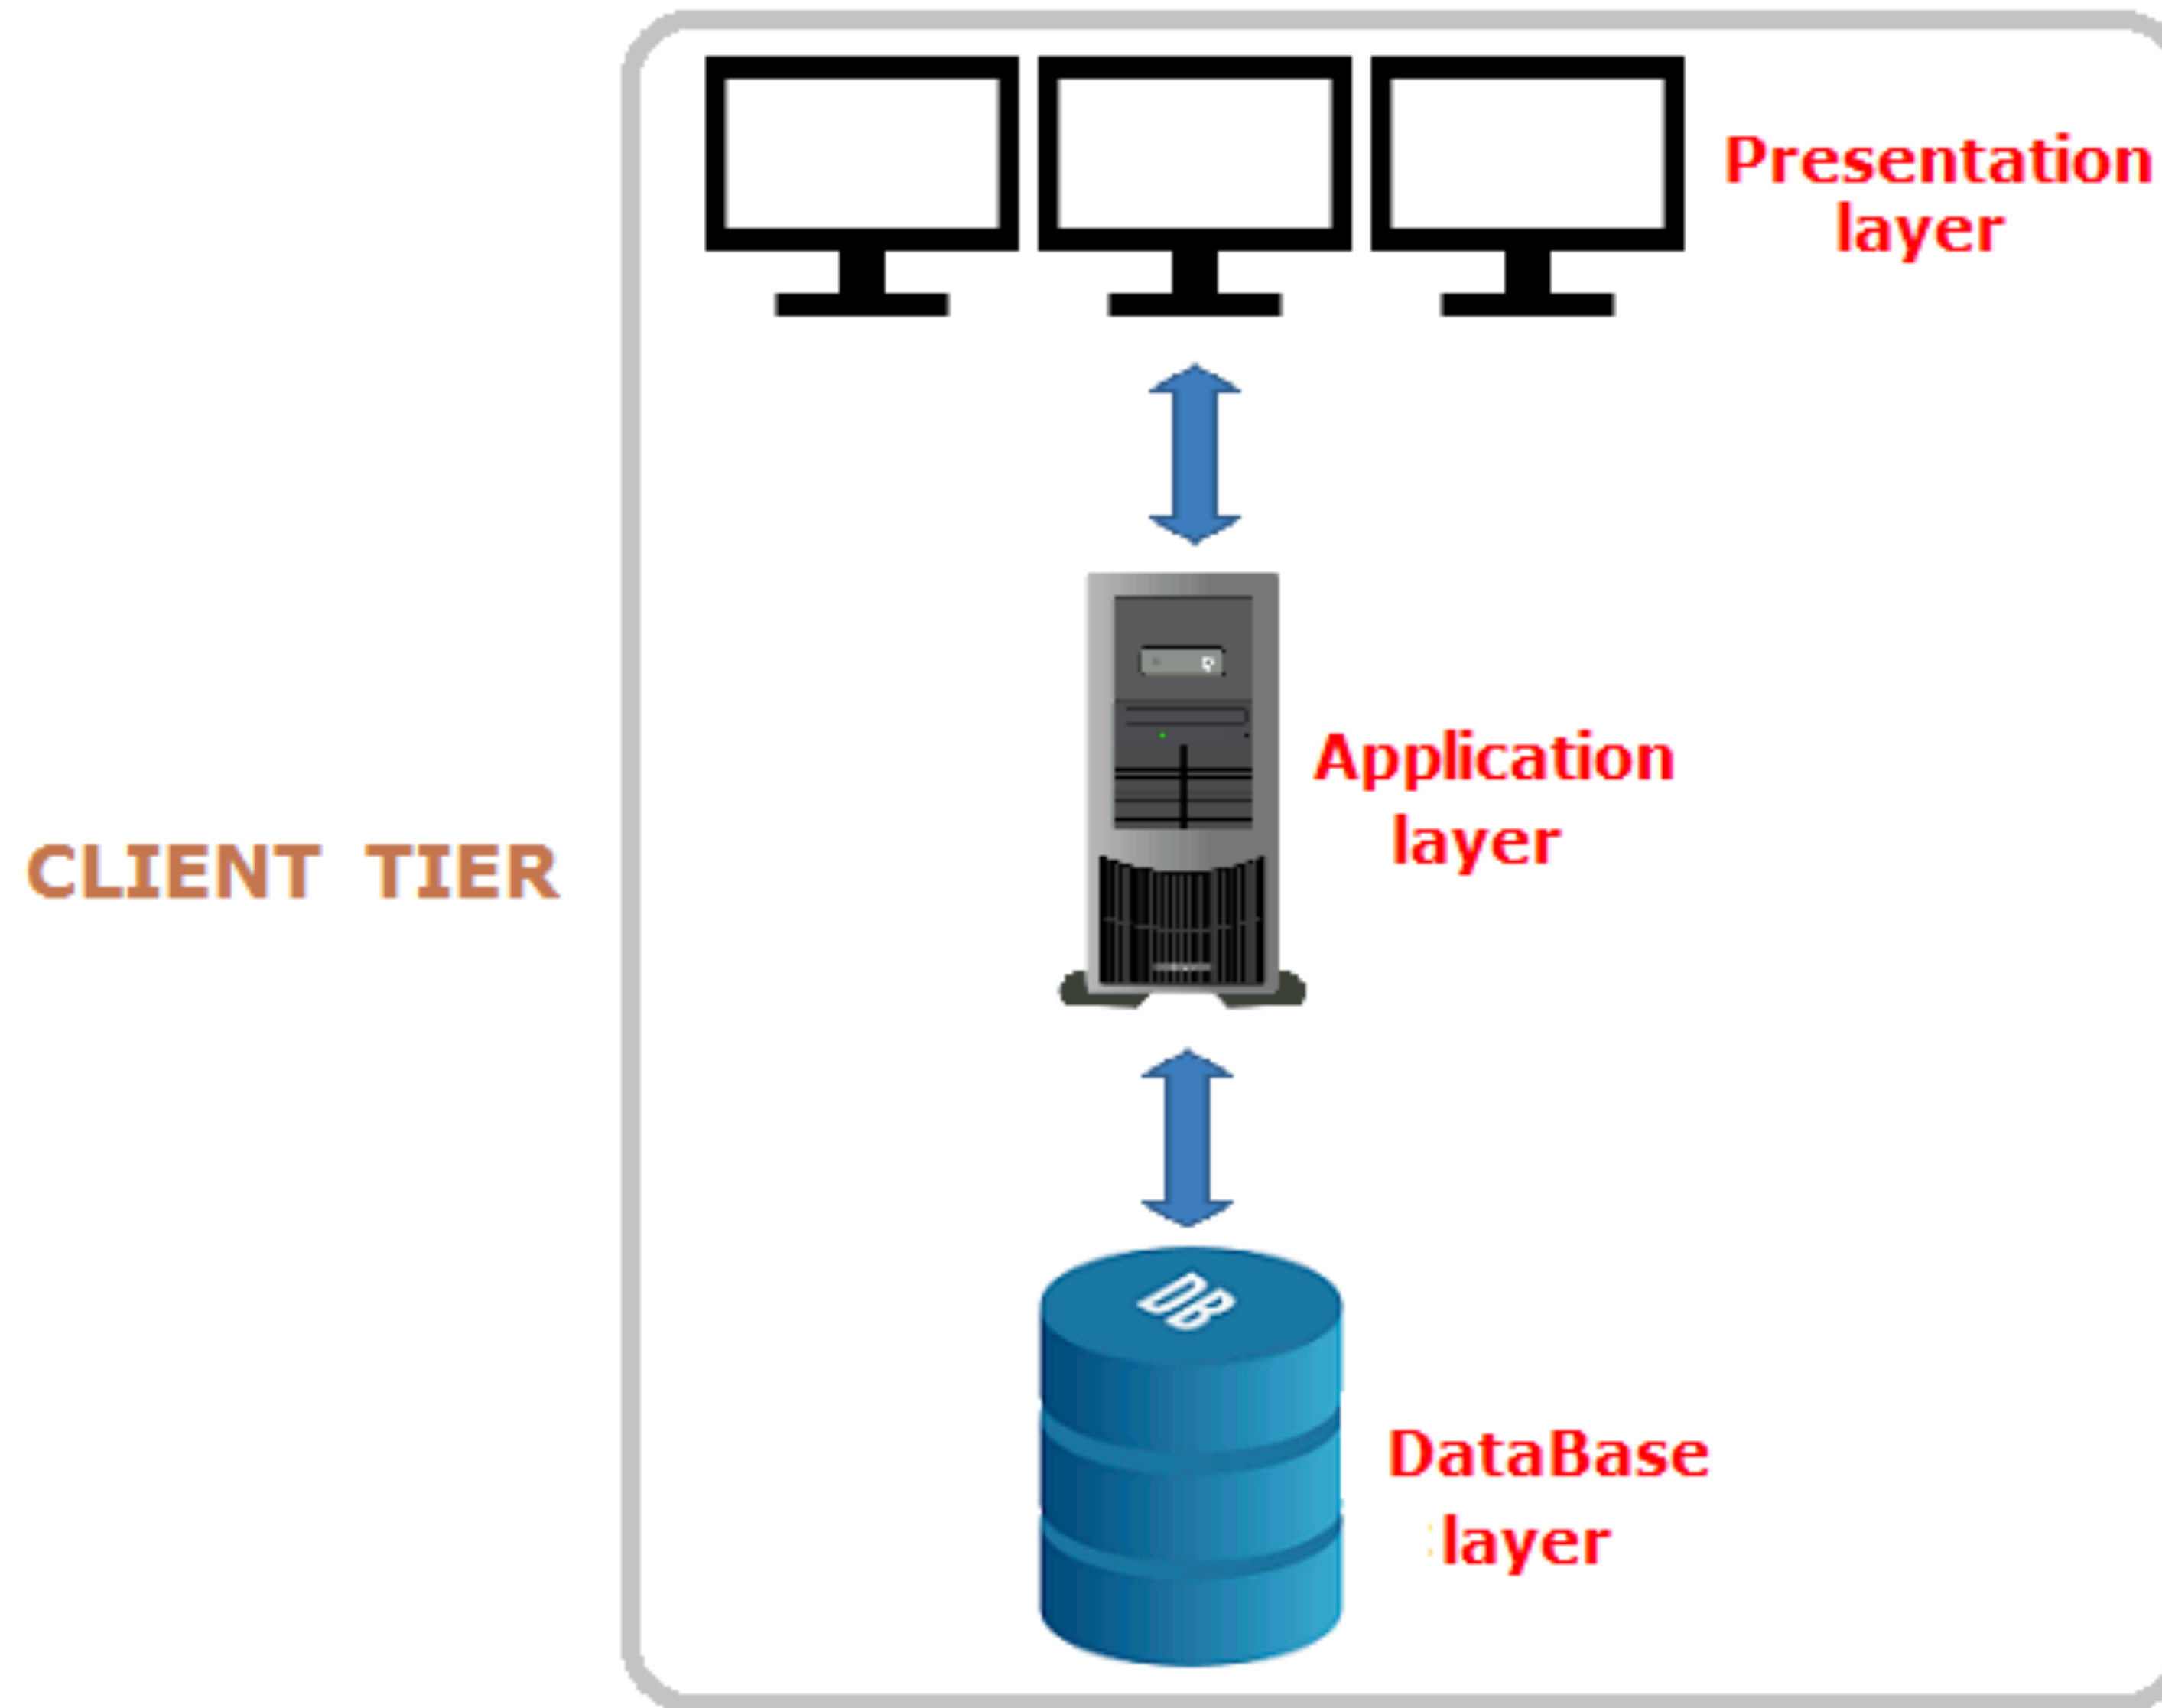 Presentation
layer
Application
layer
CLIENT TIER
DB
DataBase
layer